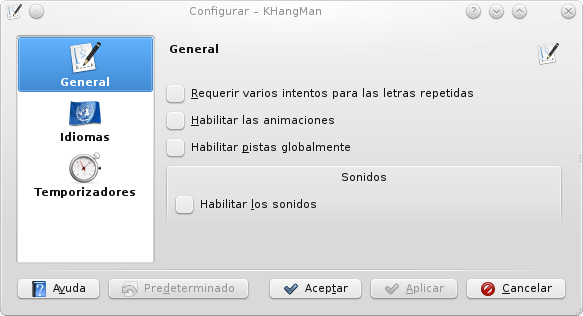 Configurar – KHangMan
General
General
Idiomas
Temporizadores
Requerir varios intentos para las letras repetidas
Habilitar las animaciones
Habilitar pistas globalmente
Sonidos
Habilitar los sonidos
Ayuda
Predeterminado
Aceptar
Aplicar
Cancelar